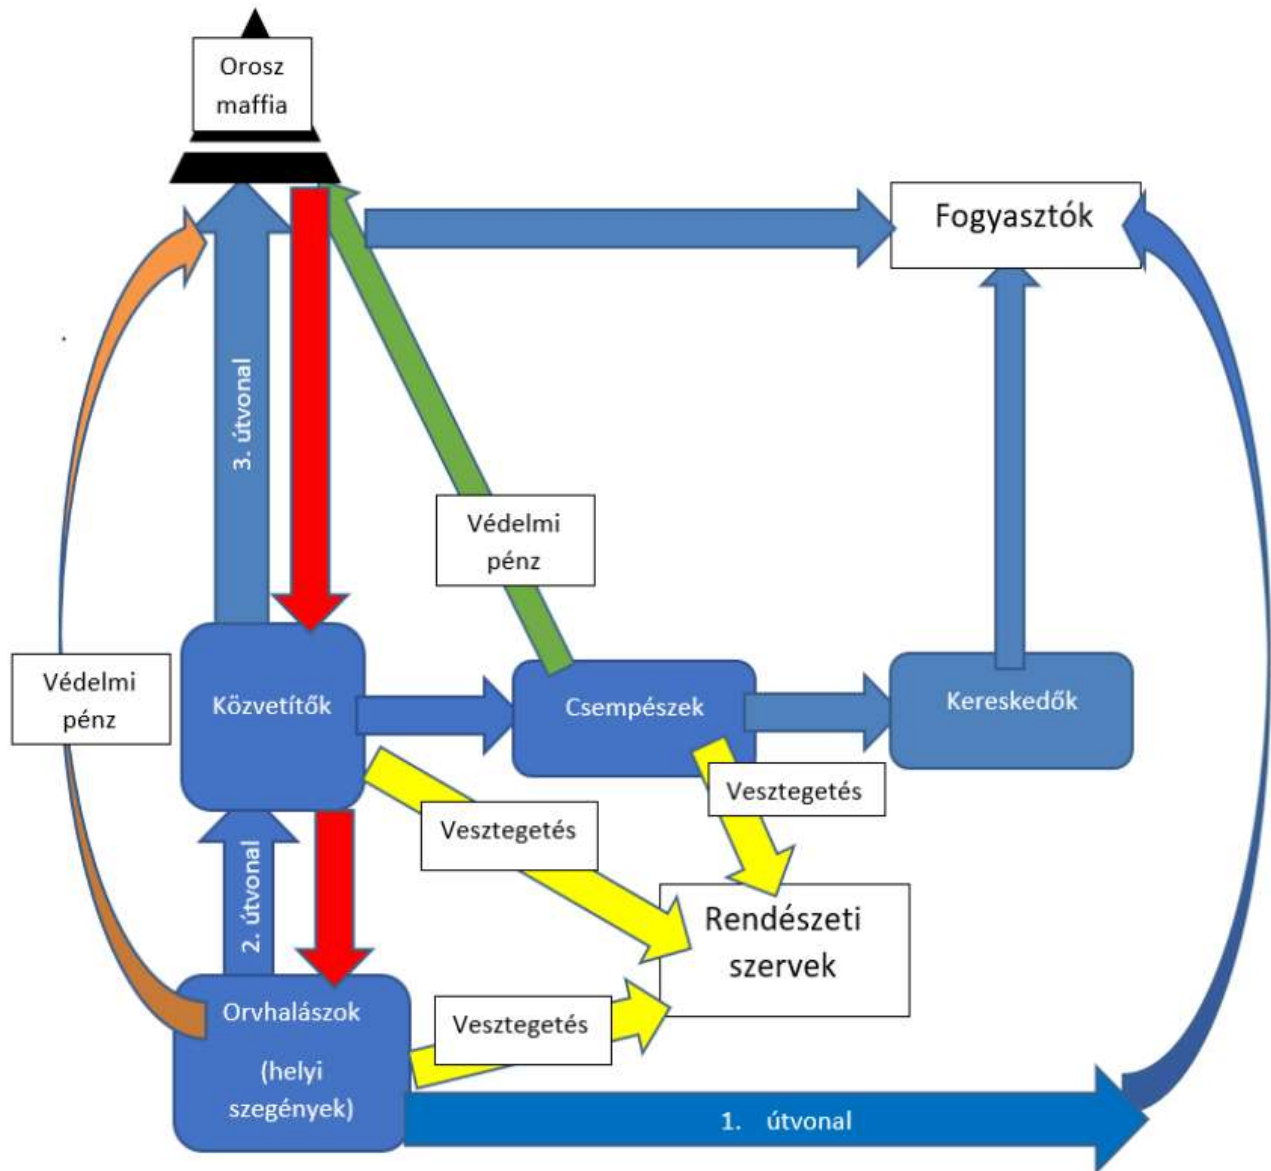 Orosz
maffia
Fogyasztók
3. útvonal
Védelmi
pénz
Védelmi
pénz
Közvetítők
Csempészek
Kereskedők
Vesztegetés
Vesztegetés
2. útvonal
Rendészeti
szervek
Orvhalászok
(helyi
szegények)
Vesztegetés
1. útvonal